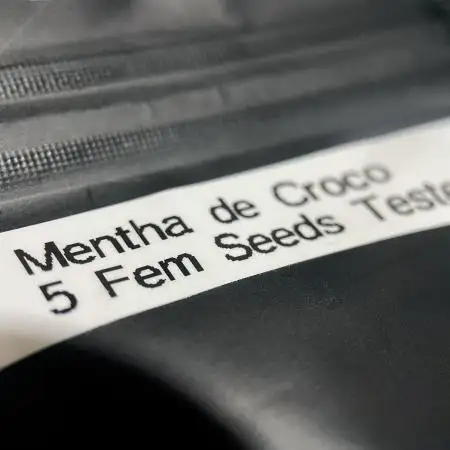 Mentha de Croco
5 Fem Seeds Teste